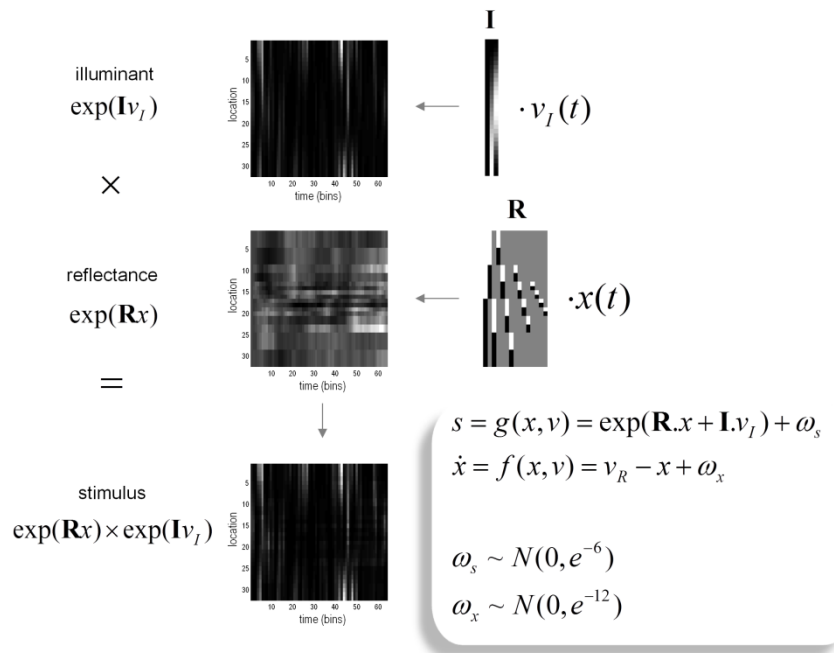 I
illuminant
exp(Iv_I)
location
5
10
15
20
25
30
10 20 30 40 50 60
time (bins)
· v_I(t)
×
R
reflectance
exp(Rx)
location
5
10
15
20
25
30
10 20 30 40 50 60
time (bins)
·x(t)
=
stimulus
exp(Rx)×exp(Iv_I)
location
5
10
15
20
25
30
10 20 30 40 50 60
time (bins)
s = g(x,v) = exp(R.x + I.v_I) + ω_s
ẋ = f(x,v) = v_R − x + ω_x
ω_s ~ N(0,e^{−6})
ω_x ~ N(0,e^{−12})